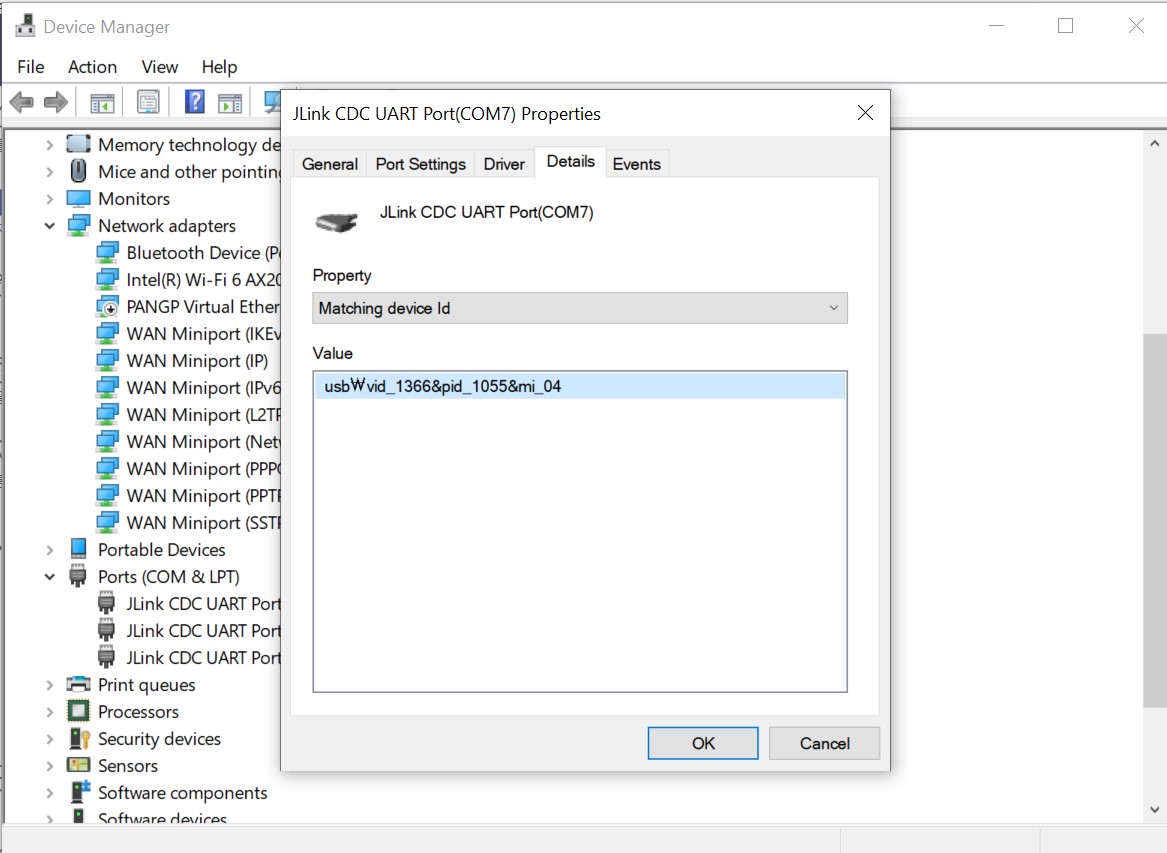 Device Manager
File Action View Help
JLink CDC UART Port(COM7) Properties
General Port Settings Driver Details Events
JLink CDC UART Port(COM7)
Property
Matching device Id
Value
usb₩vid_1366&pid_1055&mi_04
OK Cancel
Memory technology de
Mice and other pointing
Monitors
Network adapters
Bluetooth Device (P
Intel(R) Wi-Fi 6 AX20
PANGP Virtual Ether
WAN Miniport (IKEv
WAN Miniport (IP)
WAN Miniport (IPv6
WAN Miniport (L2TP
WAN Miniport (Netw
WAN Miniport (PPPO
WAN Miniport (PPTP
WAN Miniport (SSTP
Portable Devices
Ports (COM & LPT)
JLink CDC UART Port
JLink CDC UART Port
JLink CDC UART Port
Print queues
Processors
Security devices
Sensors
Software components
Software devices